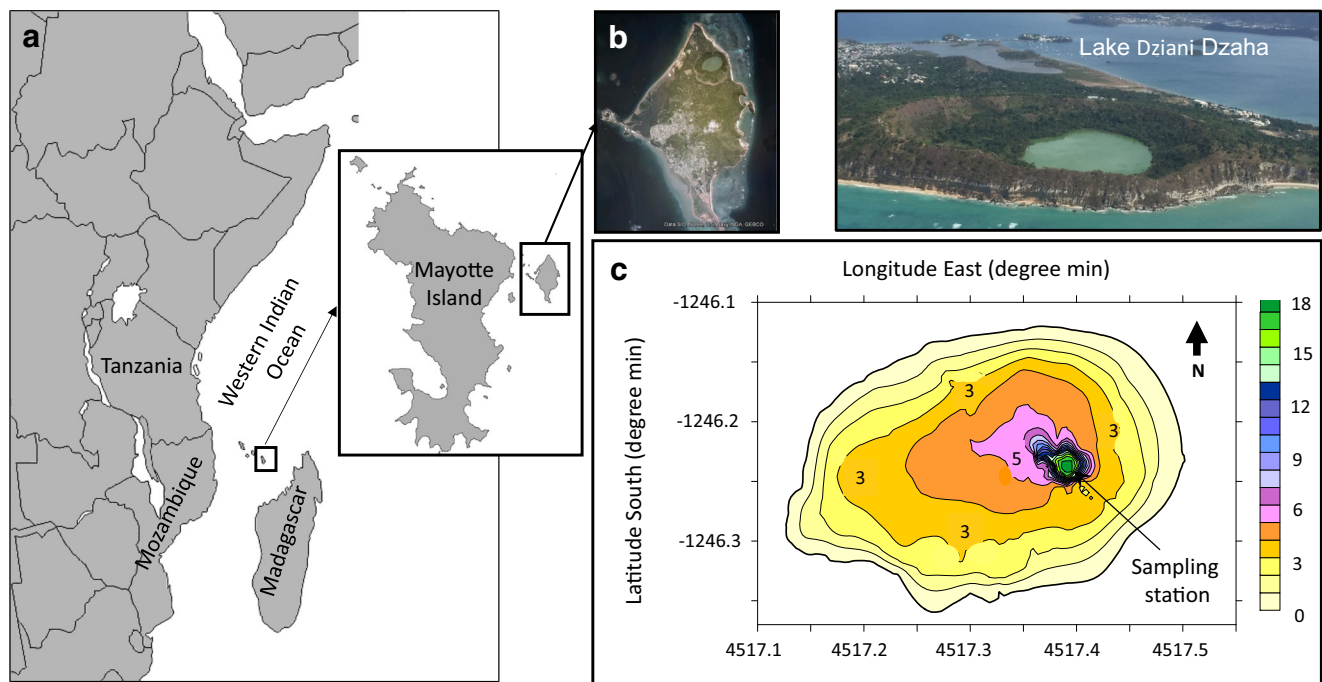 a
Tanzania
Mozambique
Madagascar
Western Indian
Ocean
Mayotte
Island
b
Lake Dziani Dzaha
c
Longitude East (degree min)
Latitude South (degree min)
-1246.1
-1246.2
-1246.3
4517.1
4517.2
4517.3
4517.4
4517.5
3
3
3
3
5
N
Sampling
station
18
15
12
9
6
3
0